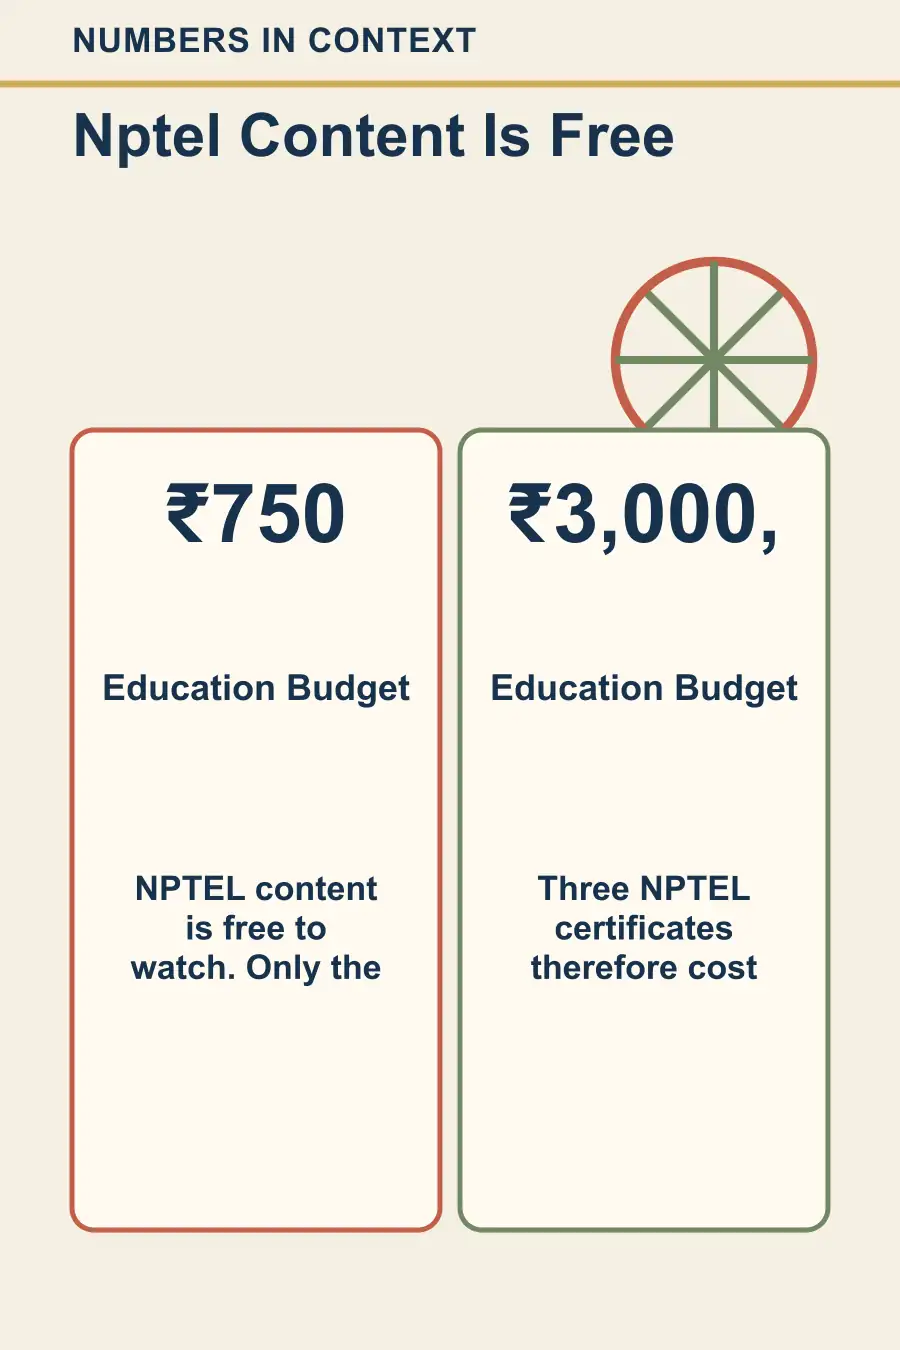 NUMBERS IN CONTEXT
Nptel Content Is Free
₹750
Education Budget
NPTEL content
is free to
watch. Only the
₹3,000,
Education Budget
Three NPTEL
certificates
therefore cost